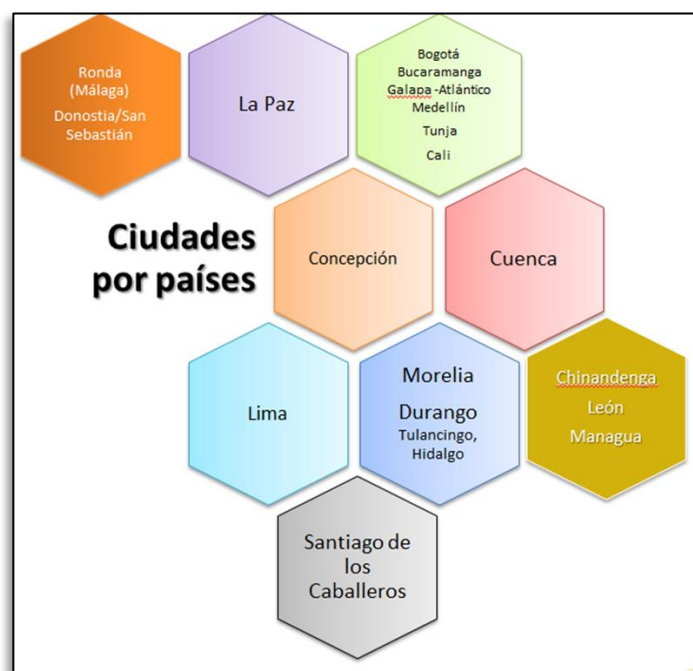 Ronda
(Málaga)
Donostia/San
Sebastián
La Paz
Bogotá
Bucaramanga
Galapa -Atlántico
Medellín
Tunja
Cali
Ciudades
por países
Concepción
Cuenca
Lima
Morelia
Durango
Tulancingo,
Hidalgo
Chinandenga
León
Managua
Santiago de
los
Caballeros